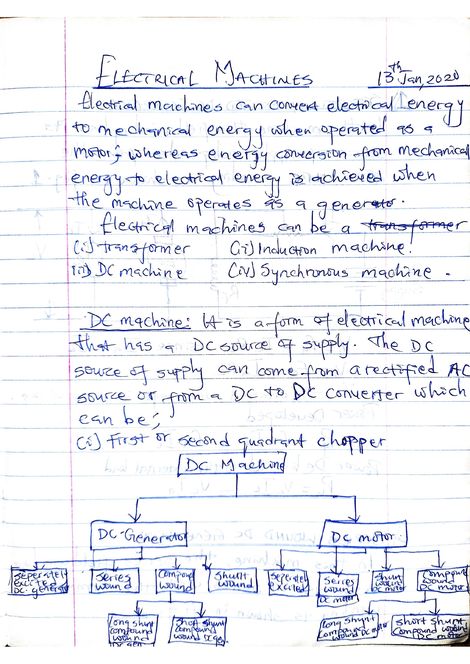 ELECTRICAL MACHINES 13th Jan, 2020
Electrial machines can convert electrical energy
to mechanical energy when operated as a
motor; whereas energy conversion from mechanical
energy to electrical energy is achieved when
the machine operates as a generator.
Electrical machines can be a transformer
(i) transformer (ii) Induction machine.
iii) DC machine (iv) Synchronous machine.
DC machine: It is a form of electrical machine
that has a DC source of supply. The DC
source of supply can come from a rectified AC
source or from a DC to DC converter which
can be;
(i) First or second quadrant chopper
DC Machine
DC-Generator DC motor
Seperately Series Compound Shunt Seperately Series Shunt Compound
excited wound wound wound excited wound wound wound
DC-generator DC motor DC motor DC motor
Long shunt Short shunt Long shunt Short shunt
compound compound compound compound wound
wound wound DC gen wound DC motor DC motor
DC gen